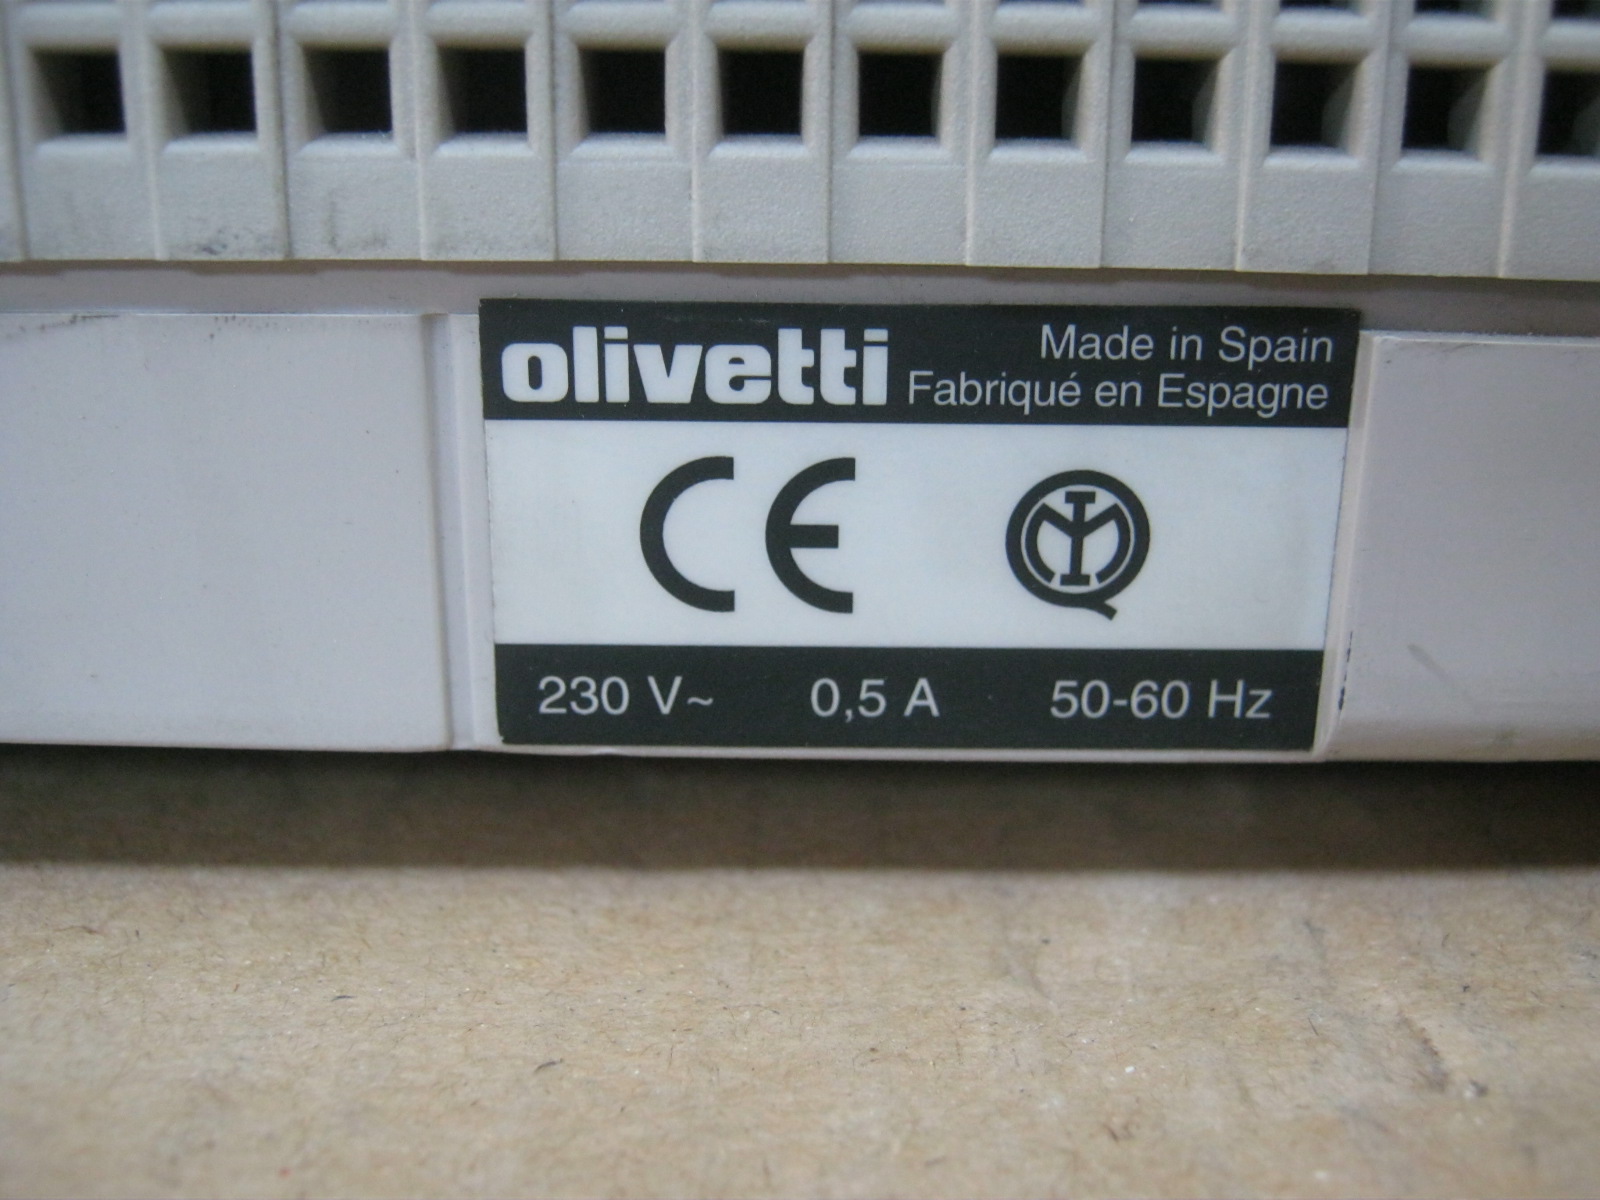 olivetti
Made in Spain
Fabriqué en Espagne
CE
230 V~ 0,5 A 50-60 Hz